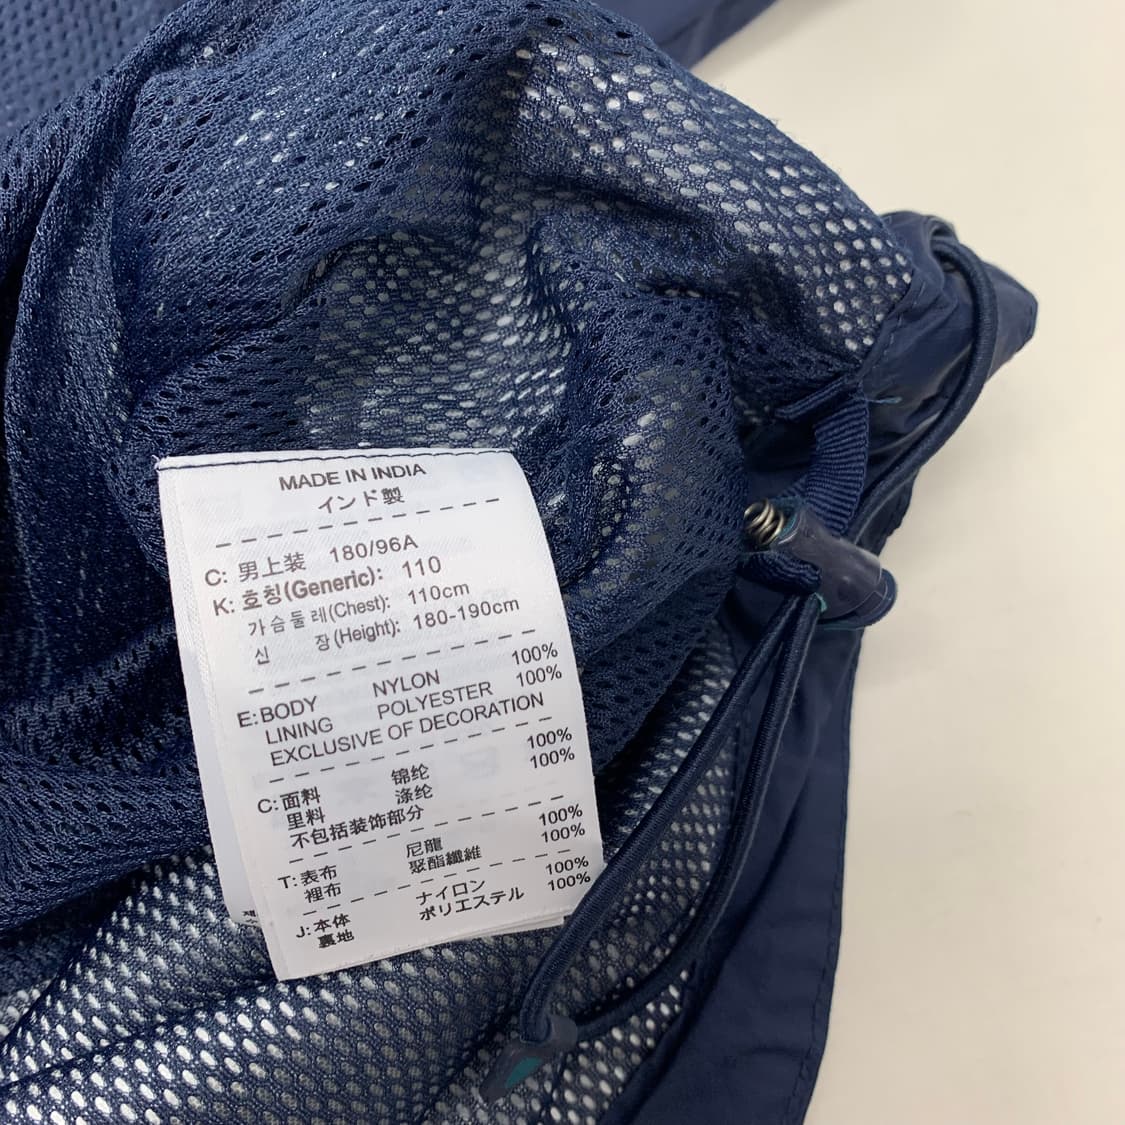 MADE IN INDIA
インド製
C: 男上装 180/96A
K: 호칭(Generic): 110
가슴둘레(Chest): 110cm
신 장(Height): 180-190cm
E: BODY NYLON 100%
LINING POLYESTER 100%
EXCLUSIVE OF DECORATION
C: 面料 锦纶 100%
里料 涤纶 100%
不包括装饰部分
T: 表布 尼龍 100%
裡布 聚酯纖維 100%
J: 本体 ナイロン 100%
裏地 ポリエステル 100%